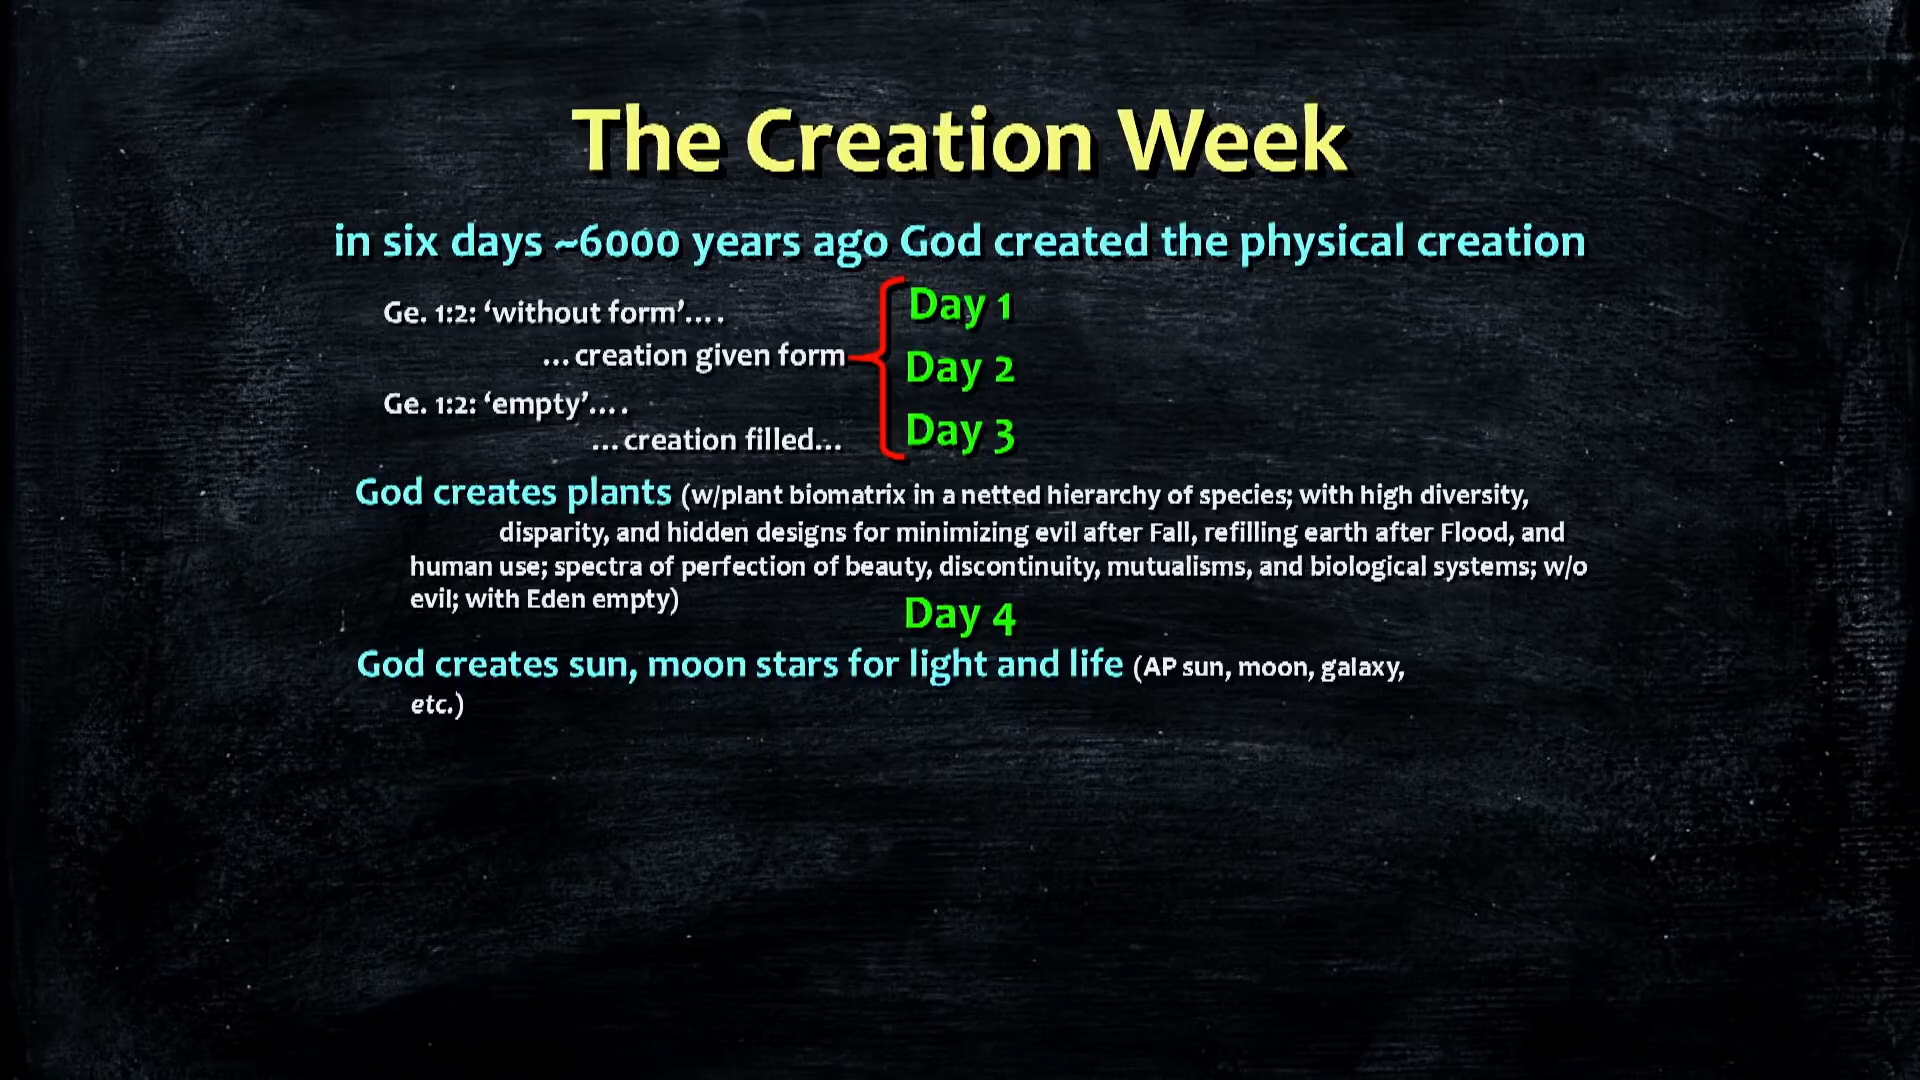 The Creation Week
in six days ~6000 years ago God created the physical creation
Ge. 1:2: ‘without form’....
...creation given form
Ge. 1:2: ‘empty’....
...creation filled...
Day 1
Day 2
Day 3
God creates plants (w/plant biomatrix in a netted hierarchy of species; with high diversity,
disparity, and hidden designs for minimizing evil after Fall, refilling earth after Flood, and
human use; spectra of perfection of beauty, discontinuity, mutualisms, and biological systems; w/o
evil; with Eden empty)
Day 4
God creates sun, moon stars for light and life (AP sun, moon, galaxy,
etc.)